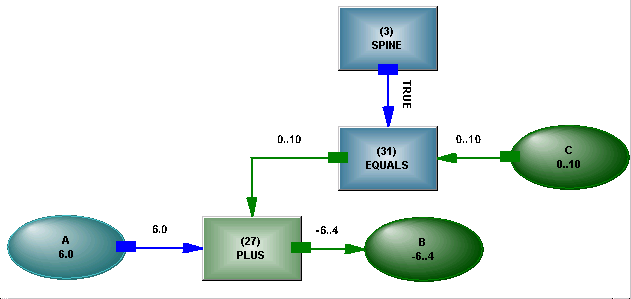 (3)
SPINE
TRUE
0..10
0..10
(31)
EQUALS
C
0..10
A
6.0
6.0
(27)
PLUS
-6..4
B
-6..4